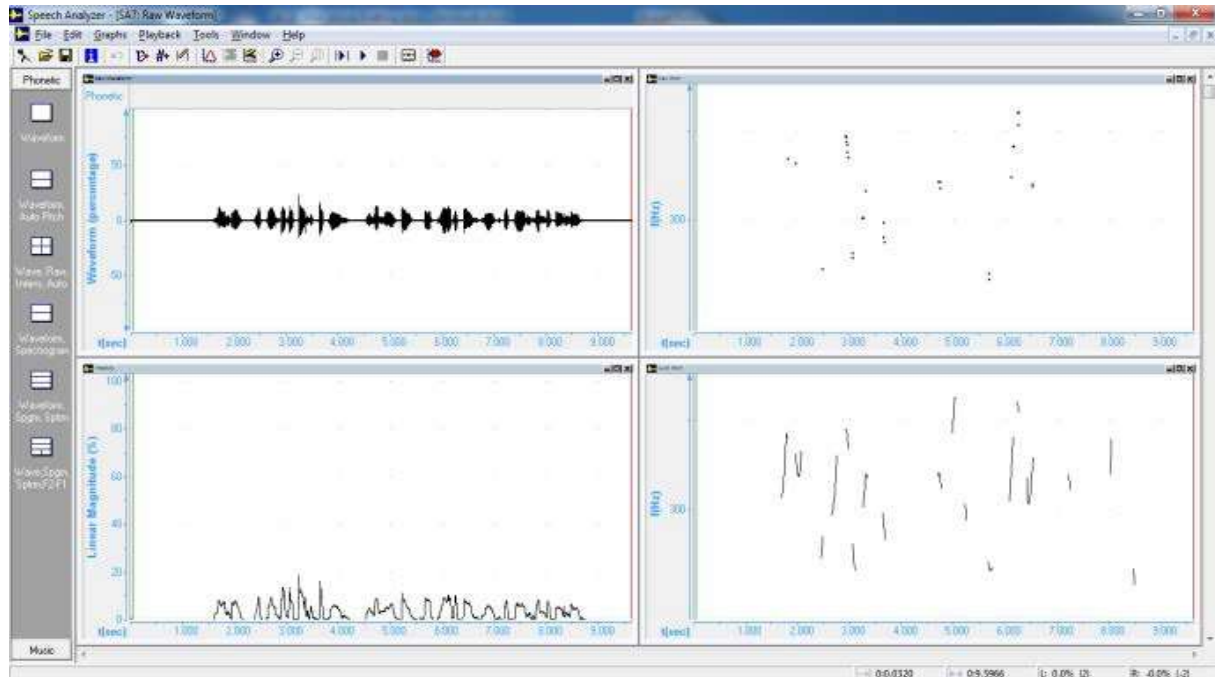 Speech Analyzer - [SA7: Raw Waveform]
File Edit Graphs Playback Tools Window Help
Phonetic
Waveform
Waveform, Auto Pitch
Wave, Raw, Intens, Auto
Waveform, Spectrogram
Waveform, Spgm, Sptrm
Wave,Spgm, Sptrm,F2-F1
Music
Phonetic
Waveform (percentage)
50
0
50
t(sec) 1.000 2.000 3.000 4.000 5.000 6.000 7.000 8.000 9.000
f(Hz)
300
t(sec) 1.000 2.000 3.000 4.000 5.000 6.000 7.000 8.000 9.000
Linear Magnitude (%)
100
80
60
40
20
0
t(sec) 1.000 2.000 3.000 4.000 5.000 6.000 7.000 8.000 9.000
f(Hz)
300
t(sec) 1.000 2.000 3.000 4.000 5.000 6.000 7.000 8.000 9.000
0:0.0320 0:9.5966 L: 0.0% (2) R: -0.0% (-2)